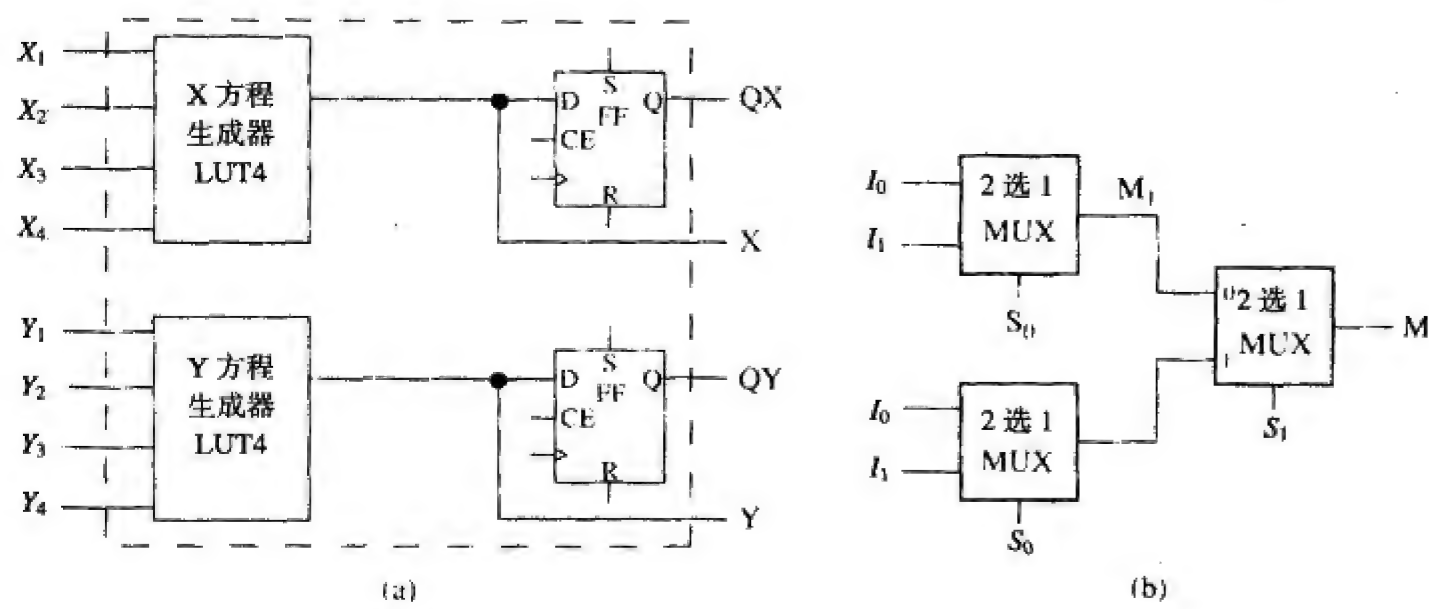 X₁
X₂
X₃
X₄
X 方程
生成器
LUT4
S
D
FF
Q
CE
R
QX
X
Y₁
Y₂
Y₃
Y₄
Y 方程
生成器
LUT4
S
D
FF
Q
CE
R
QY
Y
(a)
I₀
I₁
2 选 1
MUX
S₀
M₁
I₀
I₁
2 选 1
MUX
S₀
0
2 选 1
MUX
1
S₁
M
(b)